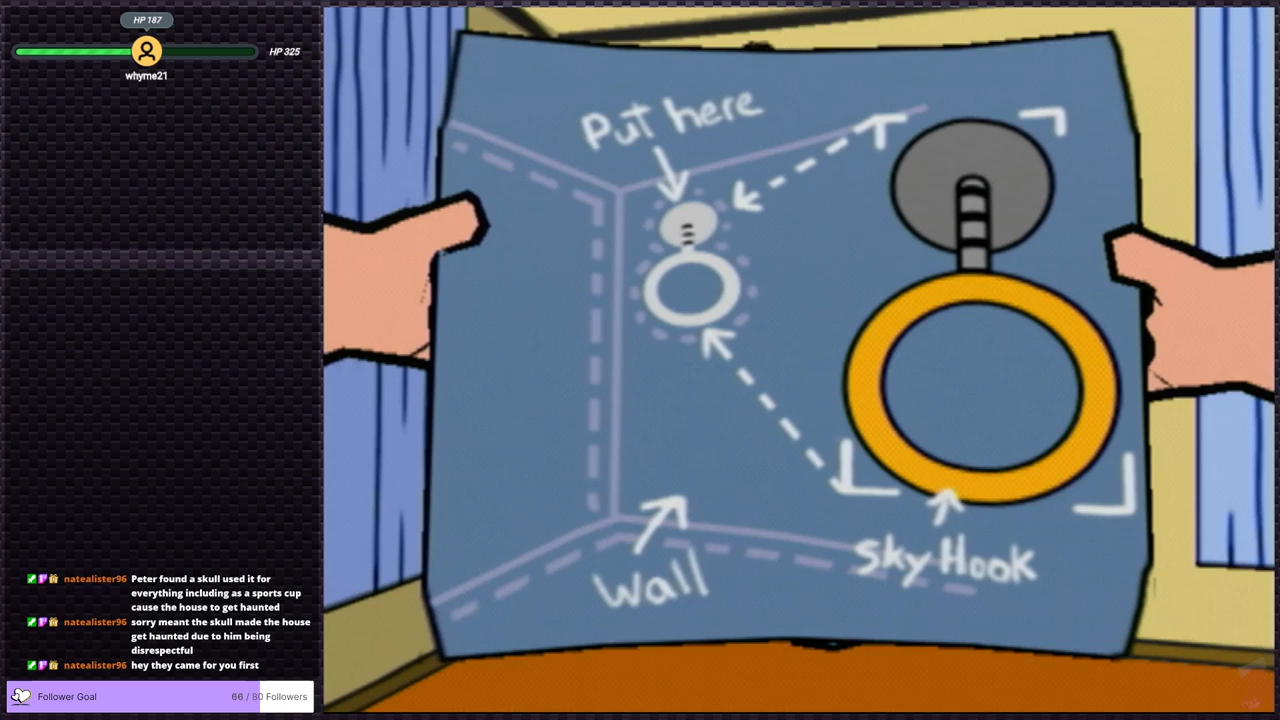 HP 187
HP 325
whyme21
Put here
Sky Hook
Wall
natealister96 Peter found a skull used it for
everything including as a sports cup
cause the house to get haunted
natealister96 sorry meant the skull made the house
get haunted due to him being
disrespectful
natealister96 hey they came for you first
Follower Goal 66 / 80 Followers